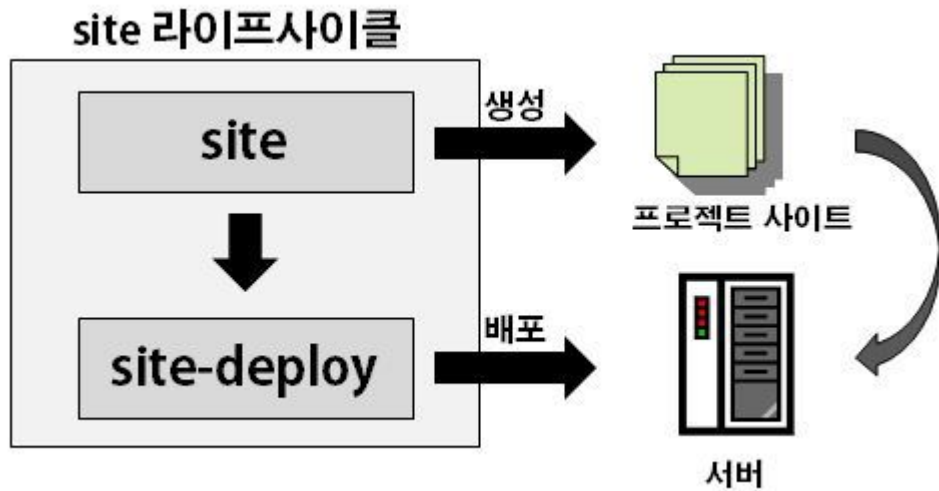 site 라이프사이클
site
생성
프로젝트 사이트
site-deploy
배포
서버